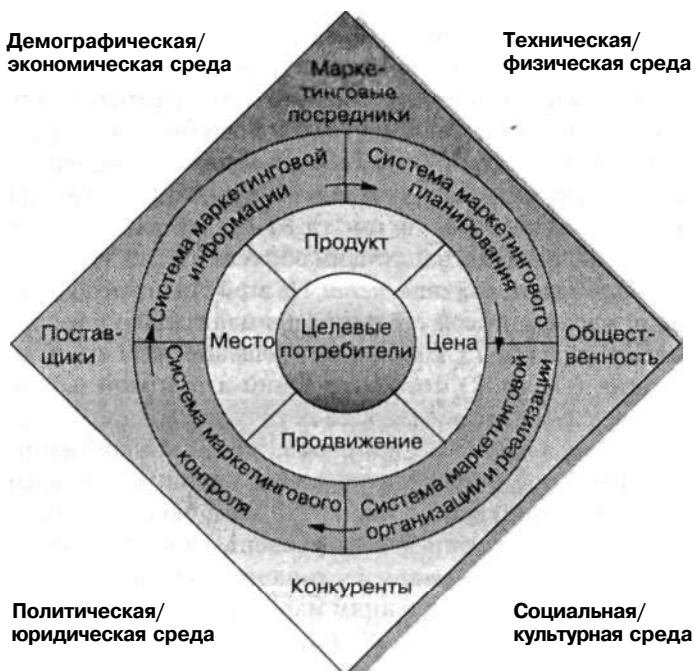 Демографическая/
экономическая среда
Техническая/
физическая среда
Марке-
тинговые
посредники
Система маркетинговой
информации
Система маркетингового
планирования
Продукт
Постав-
щики
Место
Целевые
потребители
Цена
Общест-
венность
Продвижение
Система маркетингового
контроля
Система маркетинговой
организации и реализации
Конкуренты
Политическая/
юридическая среда
Социальная/
культурная среда